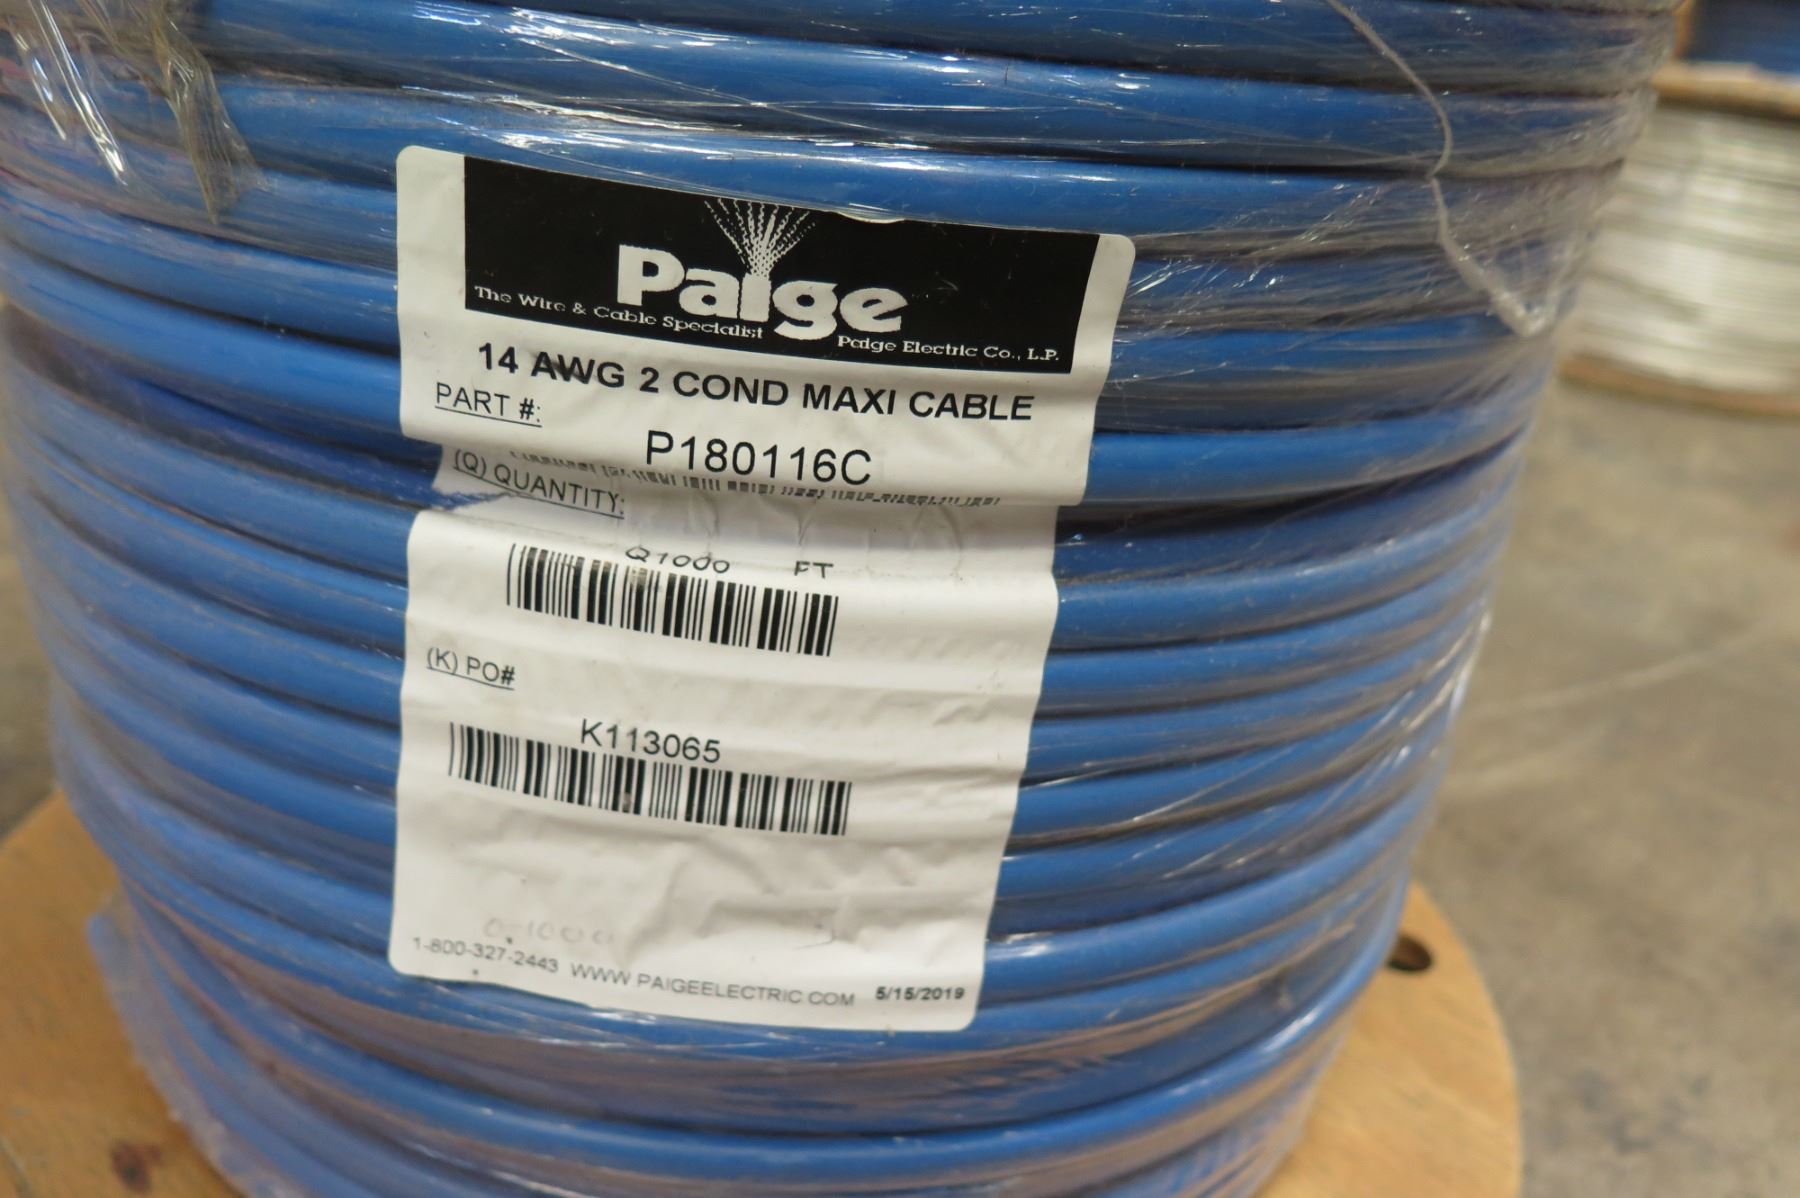 Paige
The Wire & Cable Specialist
Paige Electric Co., L.P.
14 AWG 2 COND MAXI CABLE
PART #:
P180116C
(Q) QUANTITY:
Q1000 FT
(K) PO#
K113065
1-800-327-2443 WWW PAIGEELECTRIC COM 5/15/2019